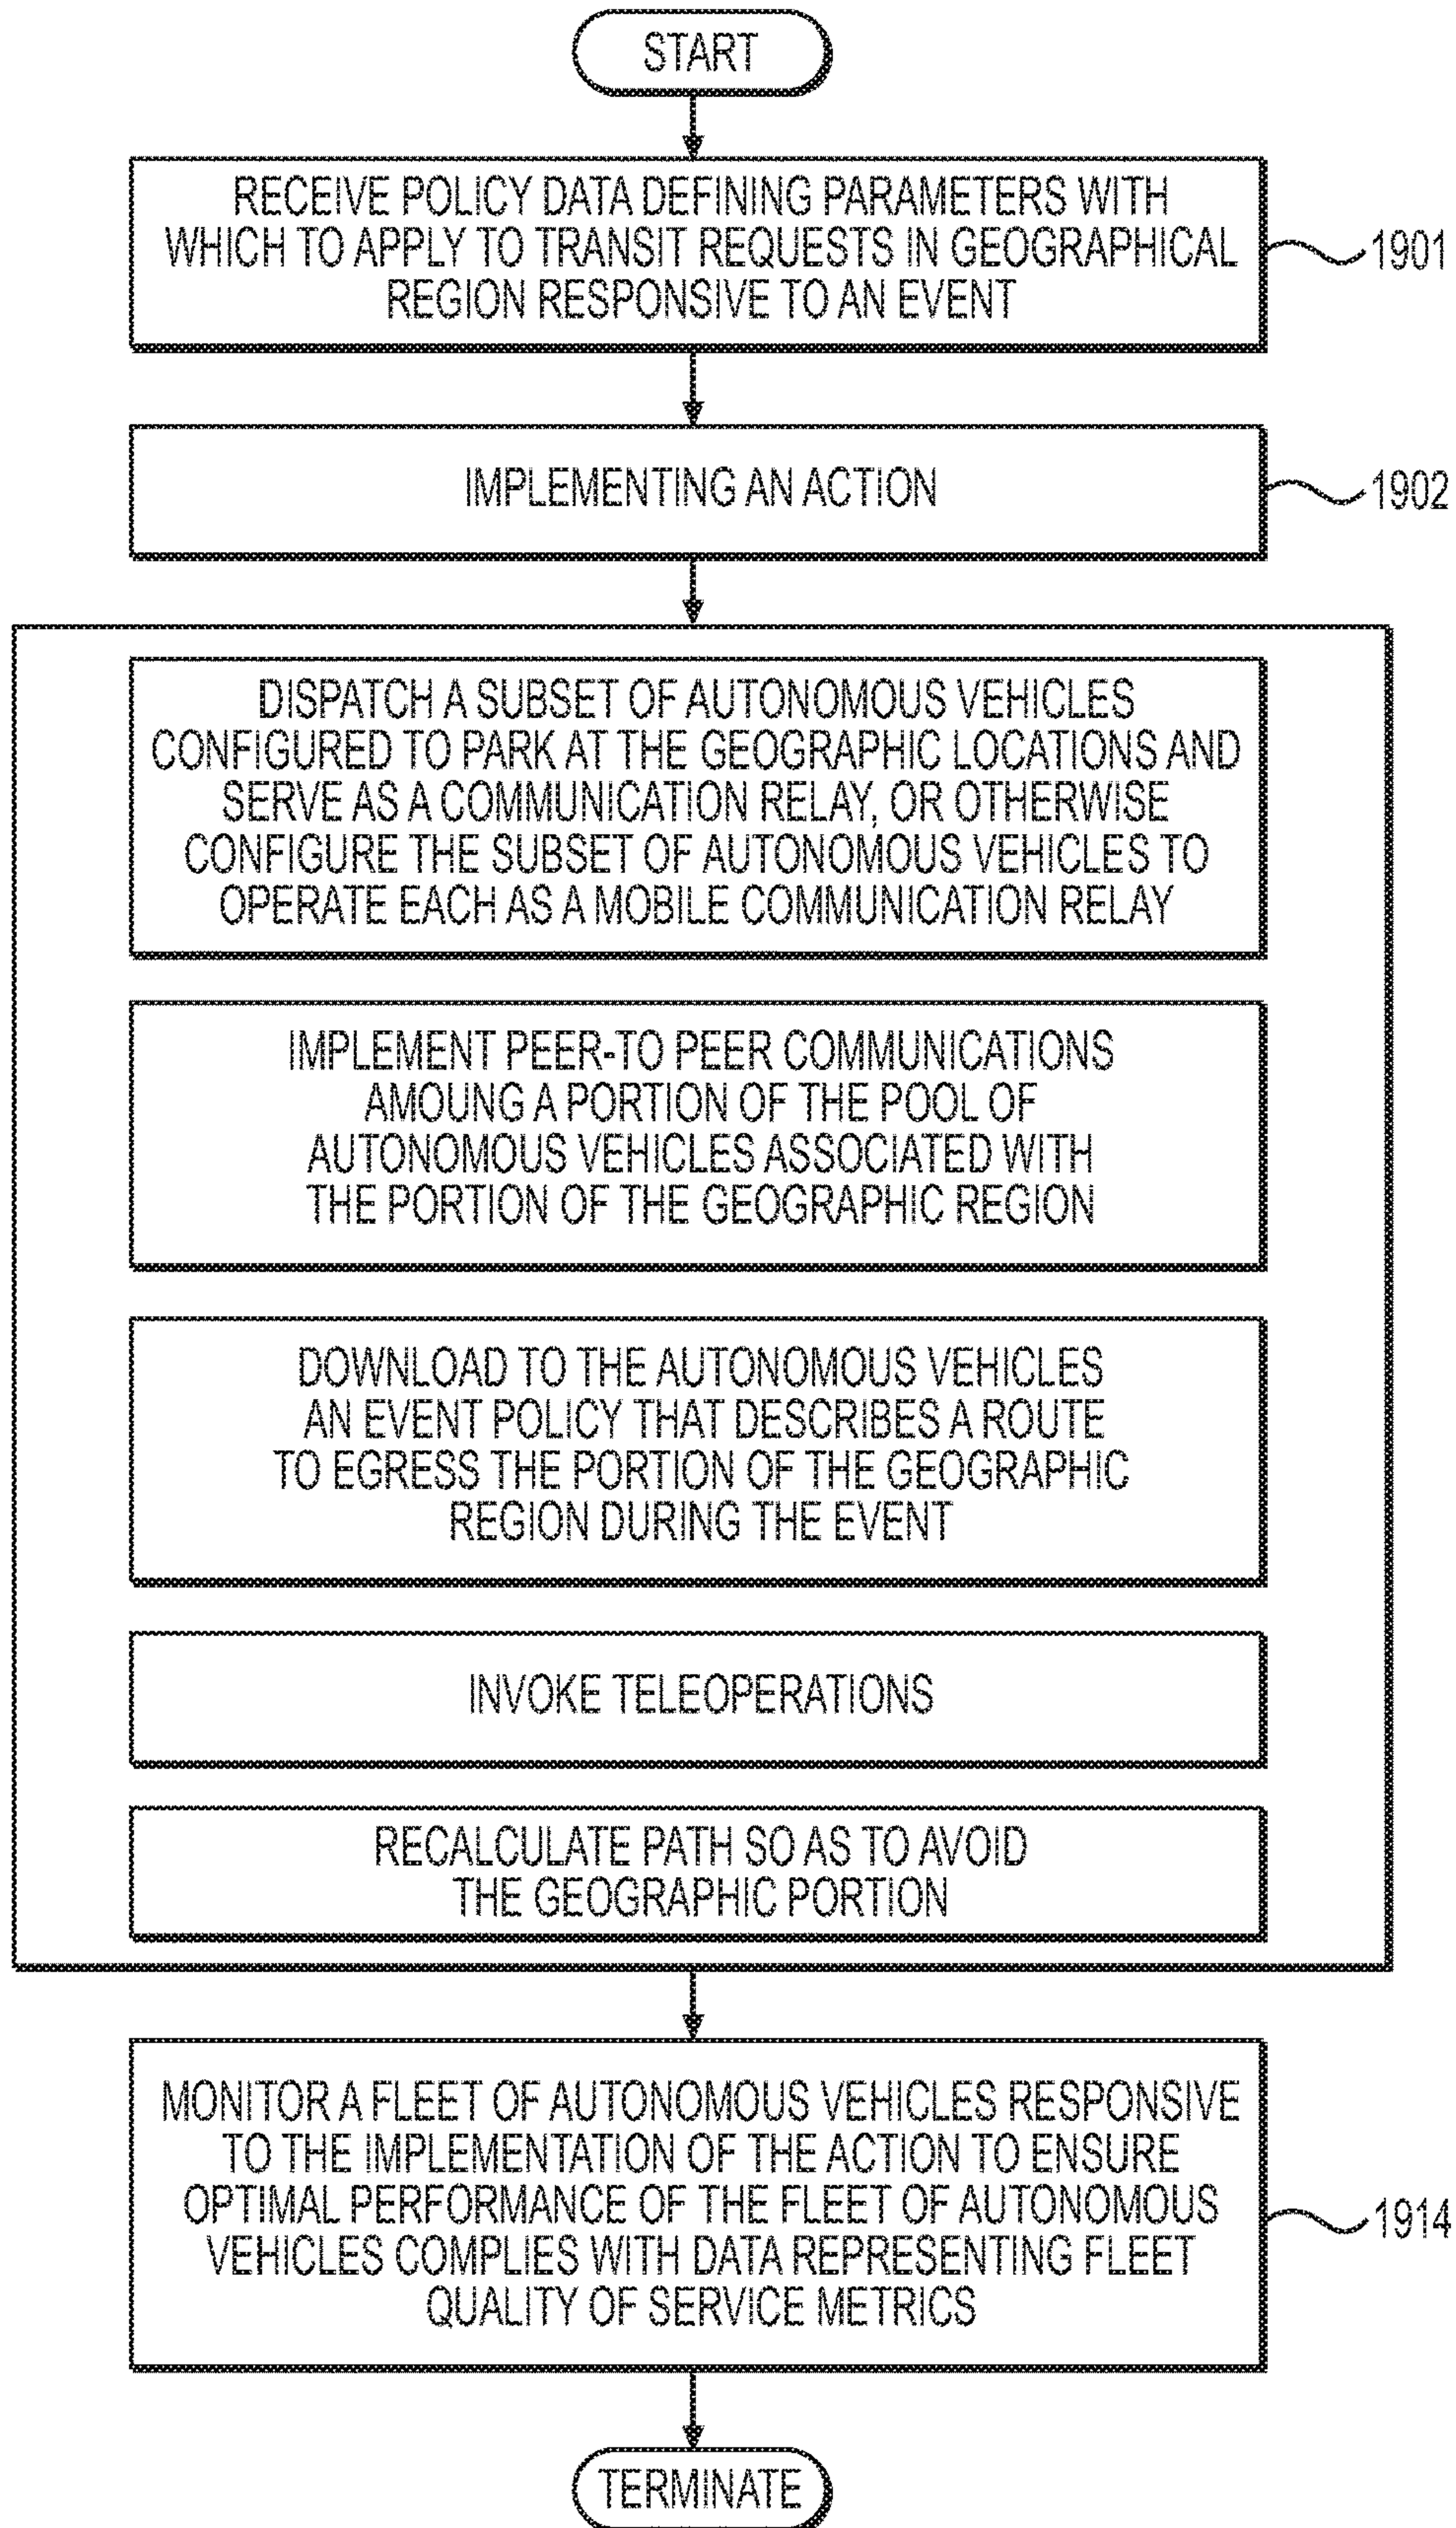 START
RECEIVE POLICY DATA DEFINING PARAMETERS WITH
WHICH TO APPLY TO TRANSIT REQUESTS IN GEOGRAPHICAL
REGION RESPONSIVE TO AN EVENT
1901
IMPLEMENTING AN ACTION
1902
DISPATCH A SUBSET OF AUTONOMOUS VEHICLES
CONFIGURED TO PARK AT THE GEOGRAPHIC LOCATIONS AND
SERVE AS A COMMUNICATION RELAY, OR OTHERWISE
CONFIGURE THE SUBSET OF AUTONOMOUS VEHICLES TO
OPERATE EACH AS A MOBILE COMMUNICATION RELAY
IMPLEMENT PEER-TO PEER COMMUNICATIONS
AMOUNG A PORTION OF THE POOL OF
AUTONOMOUS VEHICLES ASSOCIATED WITH
THE PORTION OF THE GEOGRAPHIC REGION
DOWNLOAD TO THE AUTONOMOUS VEHICLES
AN EVENT POLICY THAT DESCRIBES A ROUTE
TO EGRESS THE PORTION OF THE GEOGRAPHIC
REGION DURING THE EVENT
INVOKE TELEOPERATIONS
RECALCULATE PATH SO AS TO AVOID
THE GEOGRAPHIC PORTION
MONITOR A FLEET OF AUTONOMOUS VEHICLES RESPONSIVE
TO THE IMPLEMENTATION OF THE ACTION TO ENSURE
OPTIMAL PERFORMANCE OF THE FLEET OF AUTONOMOUS
VEHICLES COMPLIES WITH DATA REPRESENTING FLEET
QUALITY OF SERVICE METRICS
1914
TERMINATE